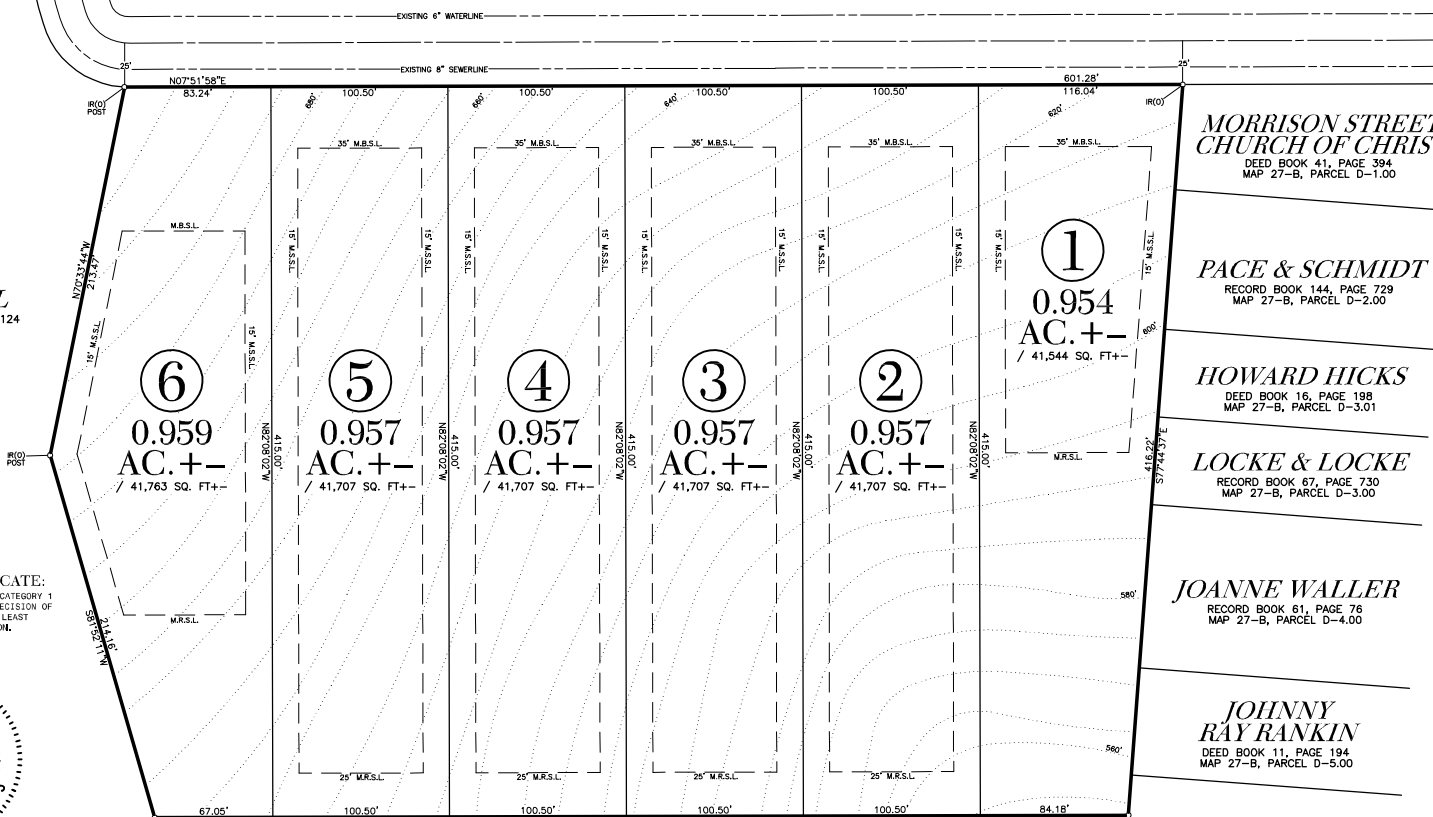 EXISTING 6" WATERLINE
EXISTING 8" SEWERLINE
25'
25'
N07°51'58"E
601.28'
83.24'
100.50'
100.50'
100.50'
100.50'
116.04'
IR(O)
POST
IR(O)
680'
660'
640'
620'
35' M.B.S.L.
35' M.B.S.L.
35' M.B.S.L.
35' M.B.S.L.
35' M.B.S.L.
M.B.S.L.
MORRISON STREET
CHURCH OF CHRIS
DEED BOOK 41, PAGE 394
MAP 27-B, PARCEL D-1.00
N70°33'44"W
213.47'
15' M.S.S.L.
15' M.S.S.L.
15' M.S.S.L.
15' M.S.S.L.
15' M.S.S.L.
15' M.S.S.L.
15' M.S.S.L.
15' M.S.S.L.
15' M.S.S.L.
15' M.S.S.L.
15' M.S.S.L.
15' M.S.S.L.
1
0.954
AC.+-
/ 41,544 SQ. FT+-
600'
M.R.S.L.
PACE & SCHMIDT
RECORD BOOK 144, PAGE 729
MAP 27-B, PARCEL D-2.00
L
124
6
0.959
AC.+-
/ 41,763 SQ. FT+-
5
0.957
AC.+-
/ 41,707 SQ. FT+-
4
0.957
AC.+-
/ 41,707 SQ. FT+-
3
0.957
AC.+-
/ 41,707 SQ. FT+-
2
0.957
AC.+-
/ 41,707 SQ. FT+-
HOWARD HICKS
DEED BOOK 16, PAGE 198
MAP 27-B, PARCEL D-3.01
415.00'
N82°08'02"W
415.00'
N82°08'02"W
415.00'
N82°08'02"W
415.00'
N82°08'02"W
415.00'
N82°08'02"W
416.22'
S77°44'37"E
IR(O)
POST
LOCKE & LOCKE
RECORD BOOK 67, PAGE 730
MAP 27-B, PARCEL D-3.00
CATE:
CATEGORY 1
ECISION OF
LEAST
ON.
214.16'
S81°52'11"W
M.R.S.L.
580'
JOANNE WALLER
RECORD BOOK 61, PAGE 76
MAP 27-B, PARCEL D-4.00
560'
JOHNNY
RAY RANKIN
DEED BOOK 11, PAGE 194
MAP 27-B, PARCEL D-5.00
25' M.R.S.L.
25' M.R.S.L.
25' M.R.S.L.
25' M.R.S.L.
67.05'
100.50'
100.50'
100.50'
100.50'
84.18'